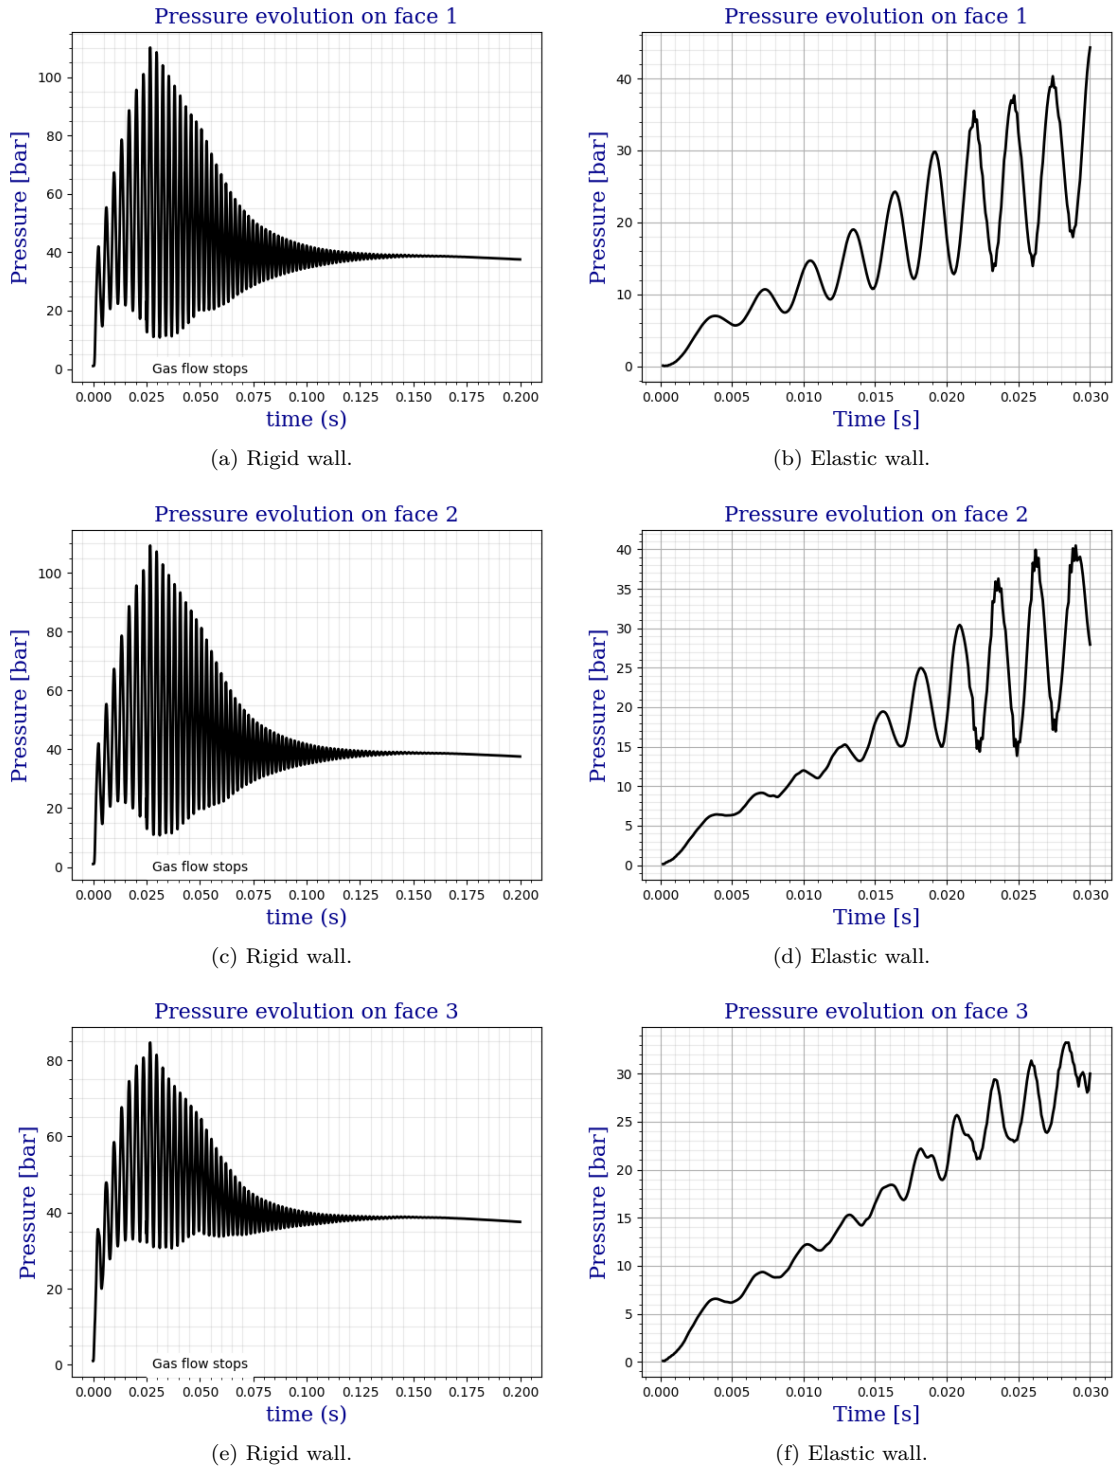 Pressure evolution on face 1
Pressure [bar]
100
80
60
40
20
0
Gas flow stops
0.000 0.025 0.050 0.075 0.100 0.125 0.150 0.175 0.200
time (s)
(a) Rigid wall.
Pressure evolution on face 1
Pressure [bar]
40
30
20
10
0
0.000 0.005 0.010 0.015 0.020 0.025 0.030
Time [s]
(b) Elastic wall.
Pressure evolution on face 2
Pressure [bar]
100
80
60
40
20
0
Gas flow stops
0.000 0.025 0.050 0.075 0.100 0.125 0.150 0.175 0.200
time (s)
(c) Rigid wall.
Pressure evolution on face 2
Pressure [bar]
40
35
30
25
20
15
10
5
0
0.000 0.005 0.010 0.015 0.020 0.025 0.030
Time [s]
(d) Elastic wall.
Pressure evolution on face 3
Pressure [bar]
80
60
40
20
0
Gas flow stops
0.000 0.025 0.050 0.075 0.100 0.125 0.150 0.175 0.200
time (s)
(e) Rigid wall.
Pressure evolution on face 3
Pressure [bar]
30
25
20
15
10
5
0
0.000 0.005 0.010 0.015 0.020 0.025 0.030
Time [s]
(f) Elastic wall.